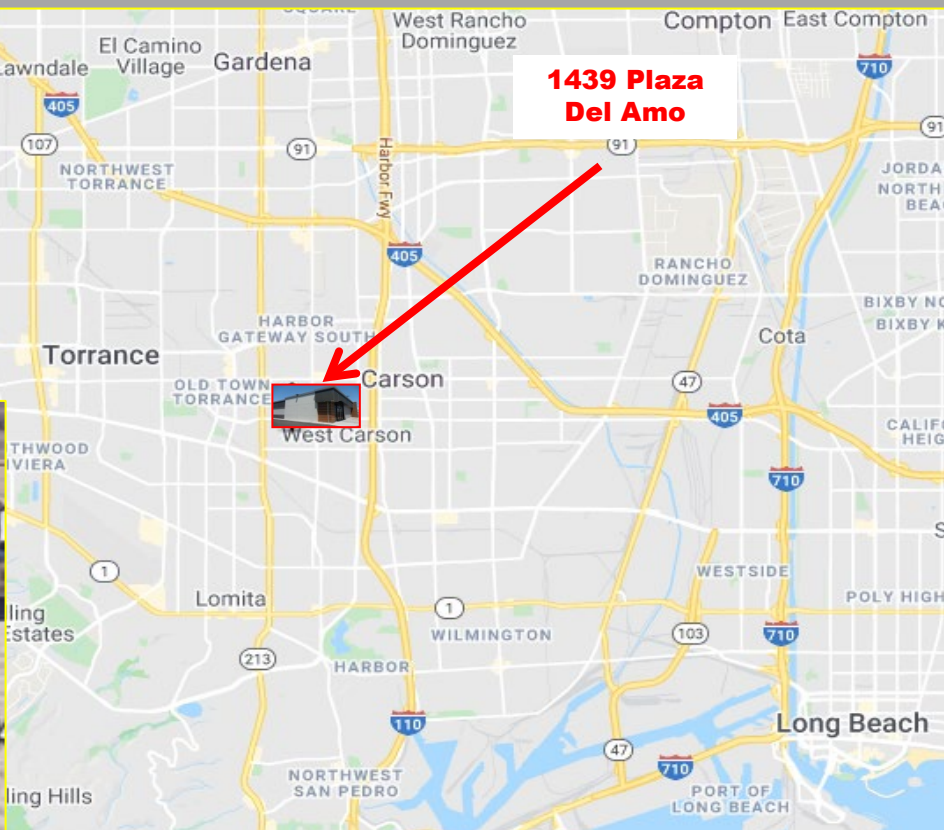 West Rancho
Dominguez
Compton
East Compton
El Camino
Village
Gardena
Lawndale
1439 Plaza
Del Amo
710
405
107
91
91
91
Harbor Fwy
NORTHWEST
TORRANCE
JORDA
NORTH
BEA
405
RANCHO
DOMINGUEZ
BIXBY NO
BIXBY K
HARBOR
GATEWAY SOUTH
Cota
Torrance
OLD TOWN
TORRANCE
Carson
47
405
West Carson
CALIFO
HEIG
THWOOD
VIERA
710
S
1
WESTSIDE
Lomita
1
POLY HIGH
ling
Estates
WILMINGTON
103
710
213
HARBOR
110
Long Beach
47
710
NORTHWEST
SAN PEDRO
PORT OF
LONG BEACH
ling Hills